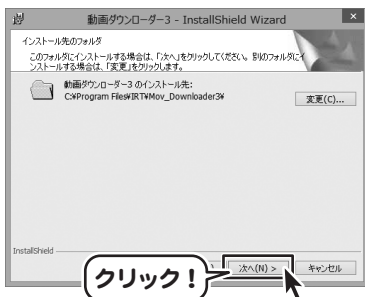 動画ダウンローダー3 - InstallShield Wizard
×
インストール先のフォルダ
このフォルダにインストールする場合は、「次へ」をクリックしてください。別のフォルダにイ
ンストールする場合は、「変更」をクリックします。
動画ダウンローダー3 のインストール先:
C:¥Program Files¥IRT¥Mov_Downloader3¥
変更(C)...
InstallShield
次へ(N) >
キャンセル
クリック!